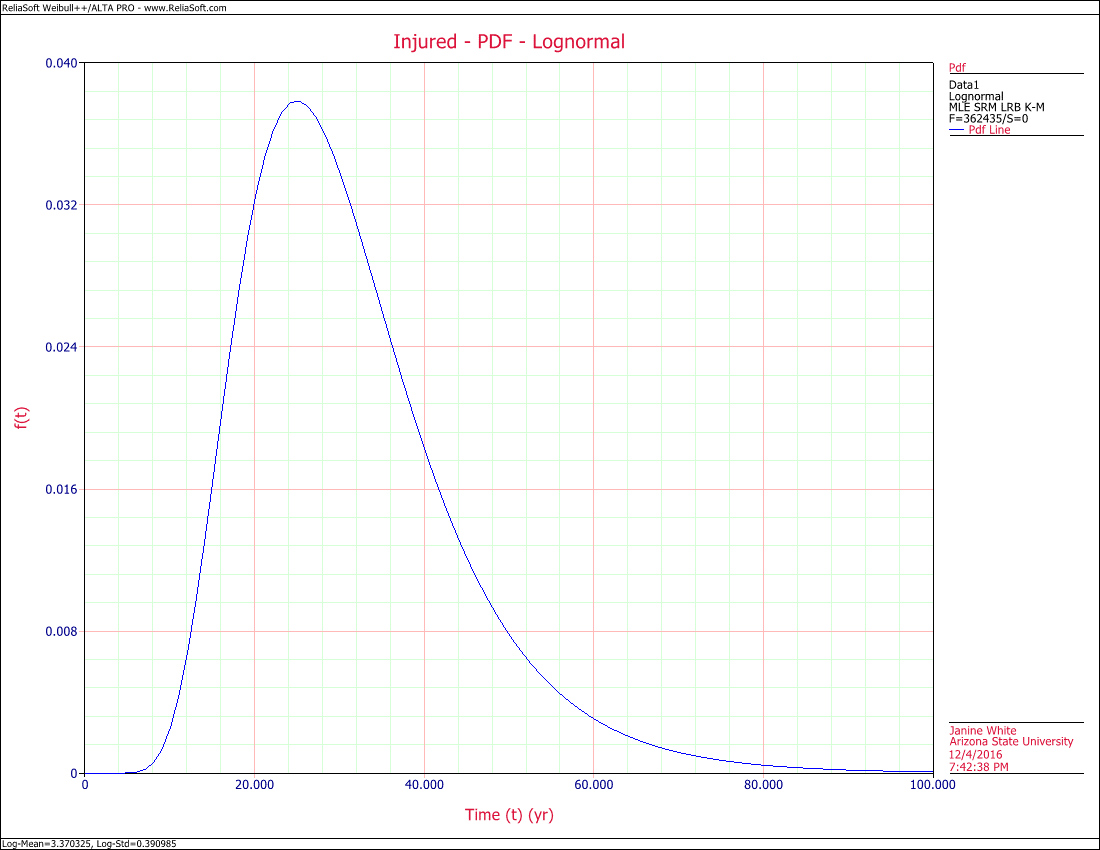 ReliaSoft Weibull++/ALTA PRO - www.ReliaSoft.com
Injured - PDF - Lognormal
Pdf
Data1
Lognormal
MLE SRM LRB K-M
F=362435/S=0
Pdf Line
0.040
0.032
0.024
0.016
0.008
0
f(t)
0
20.000
40.000
60.000
80.000
100.000
Time (t) (yr)
Janine White
Arizona State University
12/4/2016
7:42:38 PM
Log-Mean=3.370325, Log-Std=0.390985